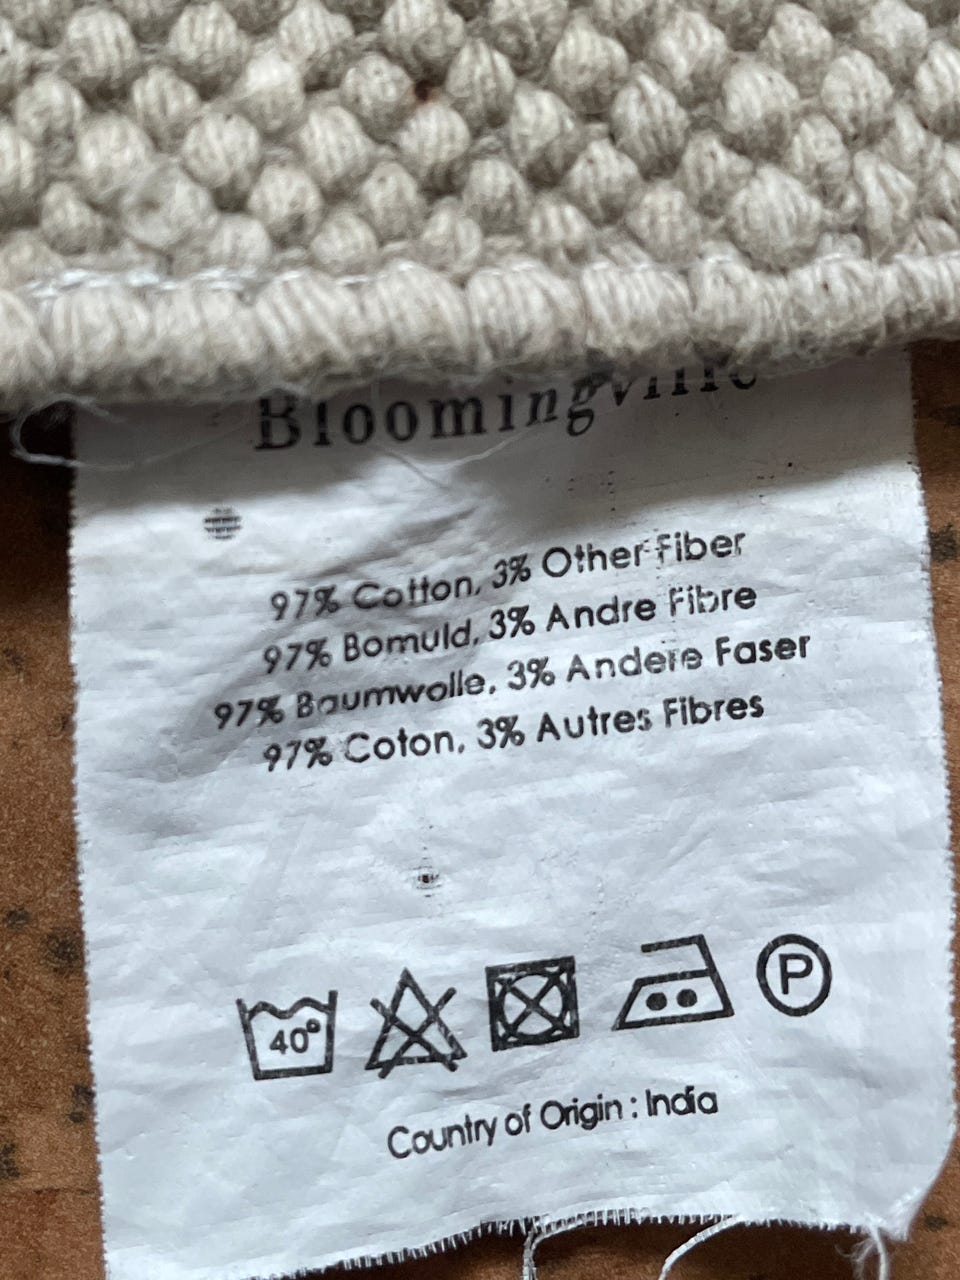 Bloomingville
97% Cotton, 3% Other Fiber
97% Bomuld, 3% Andre Fibre
97% Baumwolle, 3% Andere Faser
97% Coton, 3% Autres Fibres
40°
P
Country of Origin : India